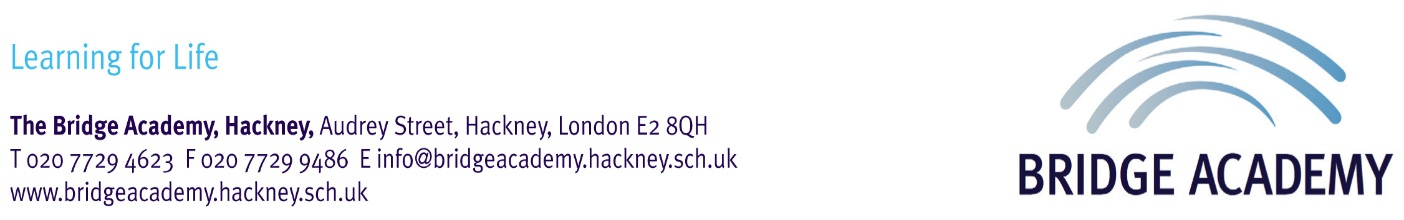 Learning for Life
The Bridge Academy, Hackney, Audrey Street, Hackney, London E2 8QH
T 020 7729 4623 F 020 7729 9486 E info@bridgeacademy.hackney.sch.uk
www.bridgeacademy.hackney.sch.uk
BRIDGE ACADEMY